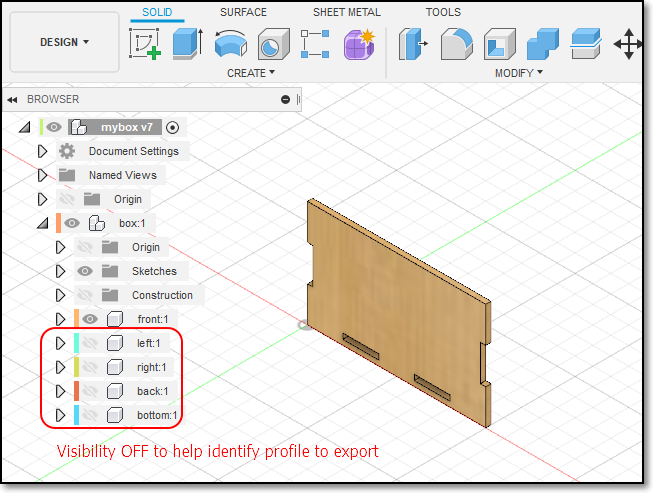 SOLID SURFACE SHEET METAL TOOLS
DESIGN ▾
CREATE ▾ MODIFY ▾
BROWSER
mybox v7
Document Settings
Named Views
Origin
box:1
Origin
Sketches
Construction
front:1
left:1
right:1
back:1
bottom:1
Visibility OFF to help identify profile to export